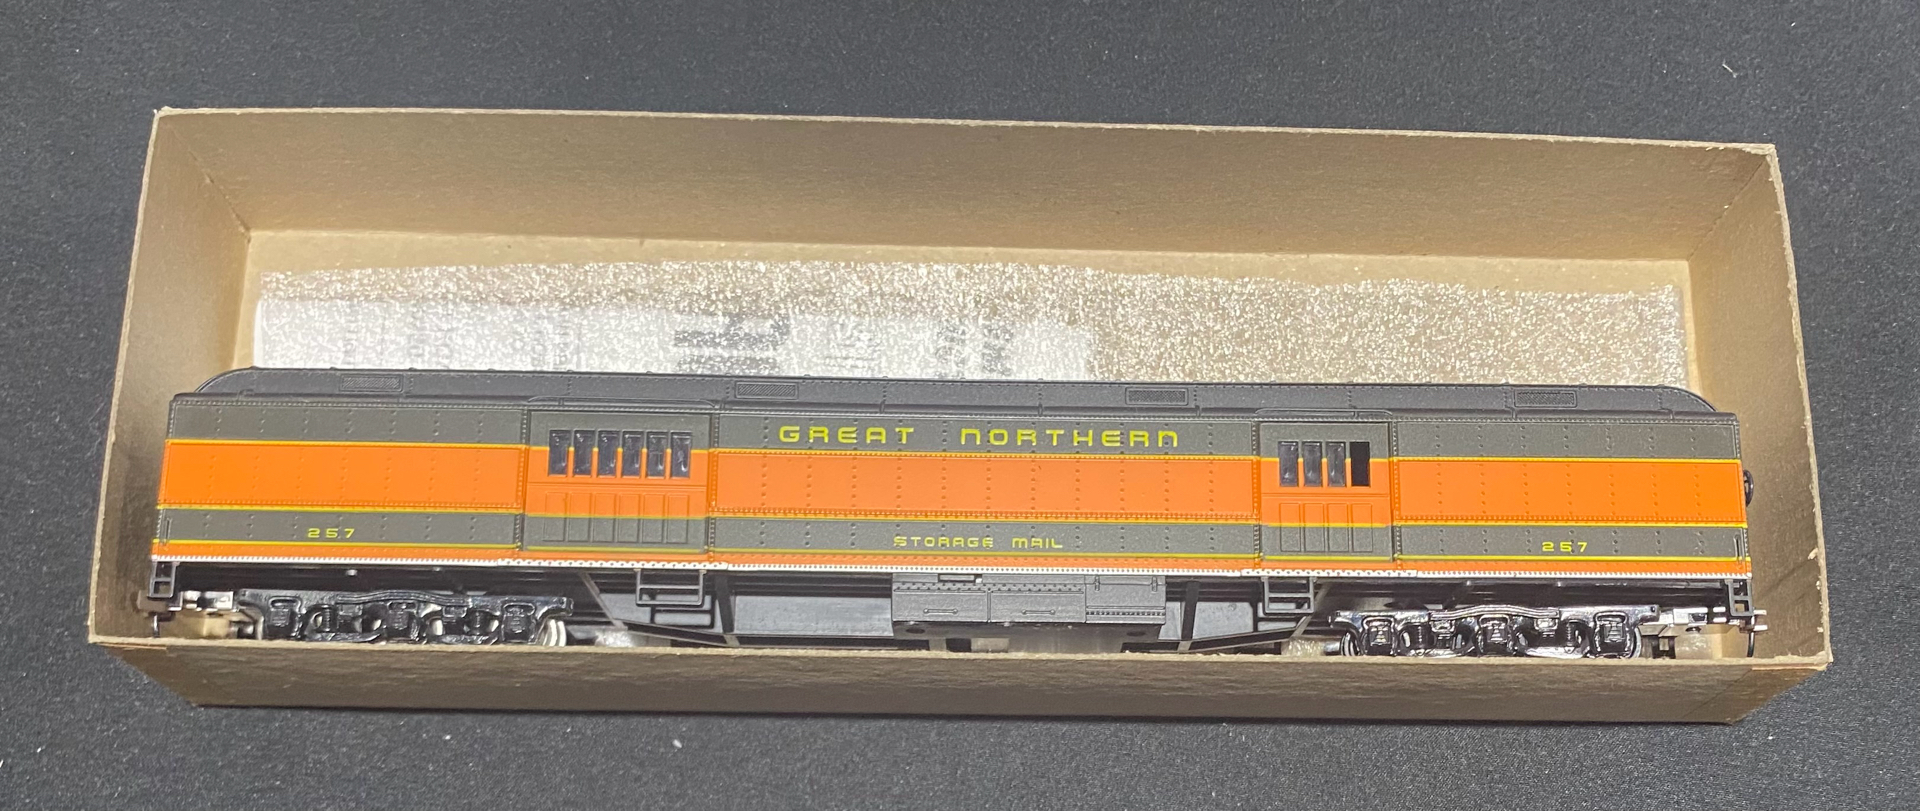 GREAT NORTHERN
257
STORAGE MAIL
257